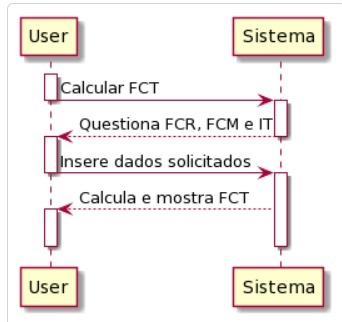 User Sistema
Calcular FCT
Questiona FCR, FCM e IT
Insere dados solicitados
Calcula e mostra FCT
User Sistema